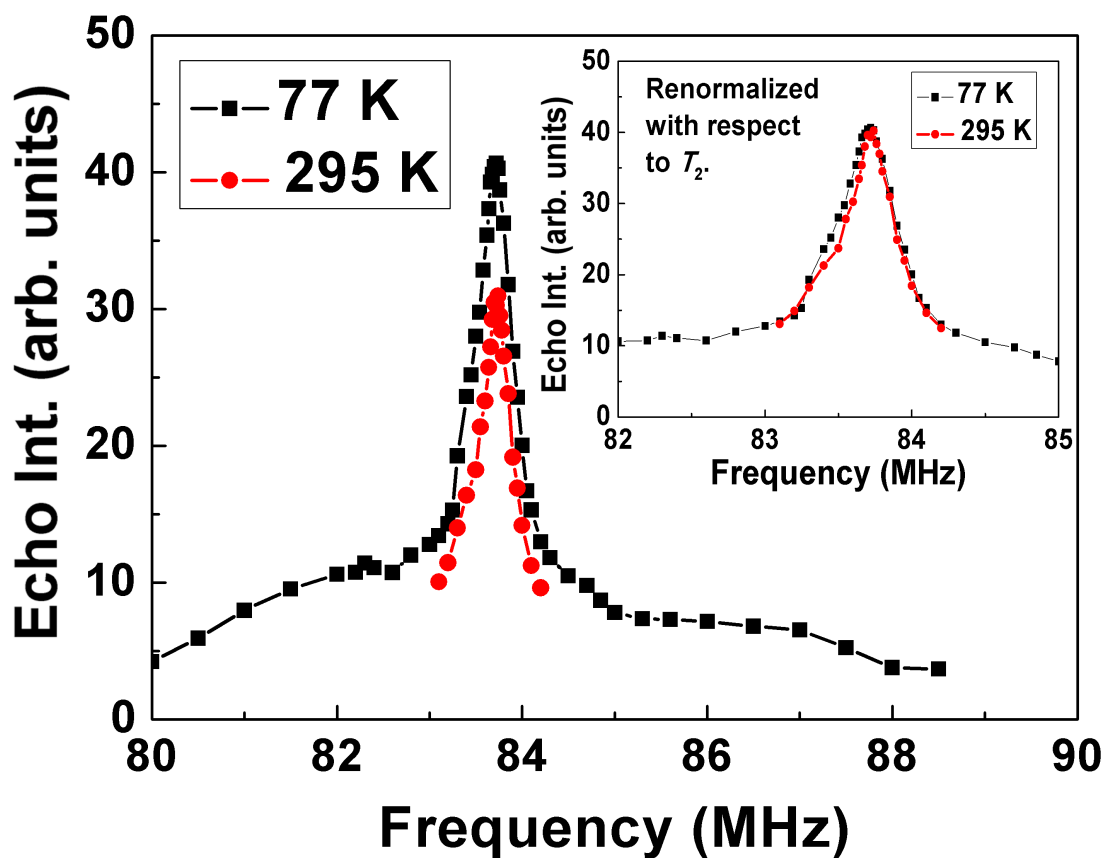 50
40
30
20
10
0
Echo Int. (arb. units)
77 K
295 K
80
82
84
86
88
90
Frequency (MHz)
Renormalized
with respect
to T₂.
77 K
295 K
50
40
30
20
10
0
Echo Int. (arb. units)
82
83
84
85
Frequency (MHz)